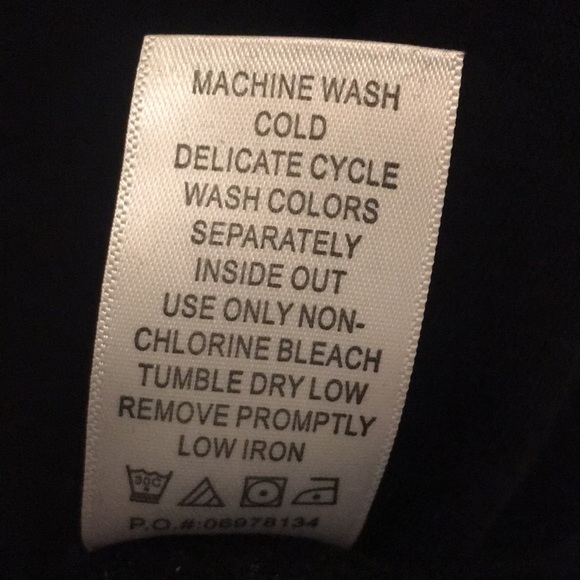 MACHINE WASH
COLD
DELICATE CYCLE
WASH COLORS
SEPARATELY
INSIDE OUT
USE ONLY NON-
CHLORINE BLEACH
TUMBLE DRY LOW
REMOVE PROMPTLY
LOW IRON
30C
P.O.#:06978134